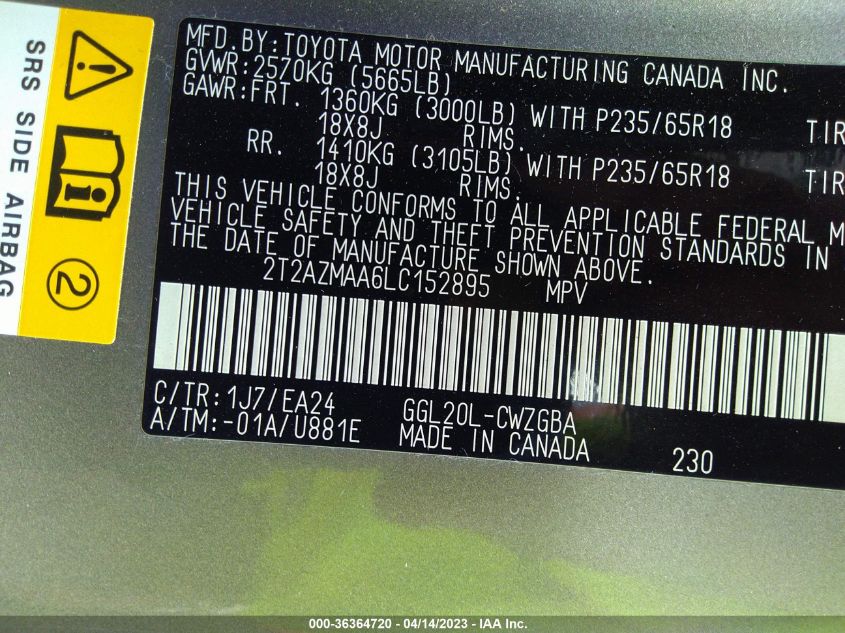 SRS SIDE AIRBAG
2
MFD.BY:TOYOTA MOTOR MANUFACTURING CANADA INC.
GVWR:2570KG (5665LB)
GAWR:FRT. 1360KG (3000LB) WITH P235/65R18 TIR
18X8J RIMS.
RR. 1410KG (3105LB) WITH P235/65R18 TIR
18X8J RIMS.
THIS VEHICLE CONFORMS TO ALL APPLICABLE FEDERAL M
VEHICLE SAFETY AND THEFT PREVENTION STANDARDS IN
THE DATE OF MANUFACTURE SHOWN ABOVE.
2T2AZMAA6LC152895 MPV
C/TR:1J7/EA24 GGL20L-CWZGBA
A/TM:-01A/U881E MADE IN CANADA 230
000-36364720 - 04/14/2023 - IAA Inc.